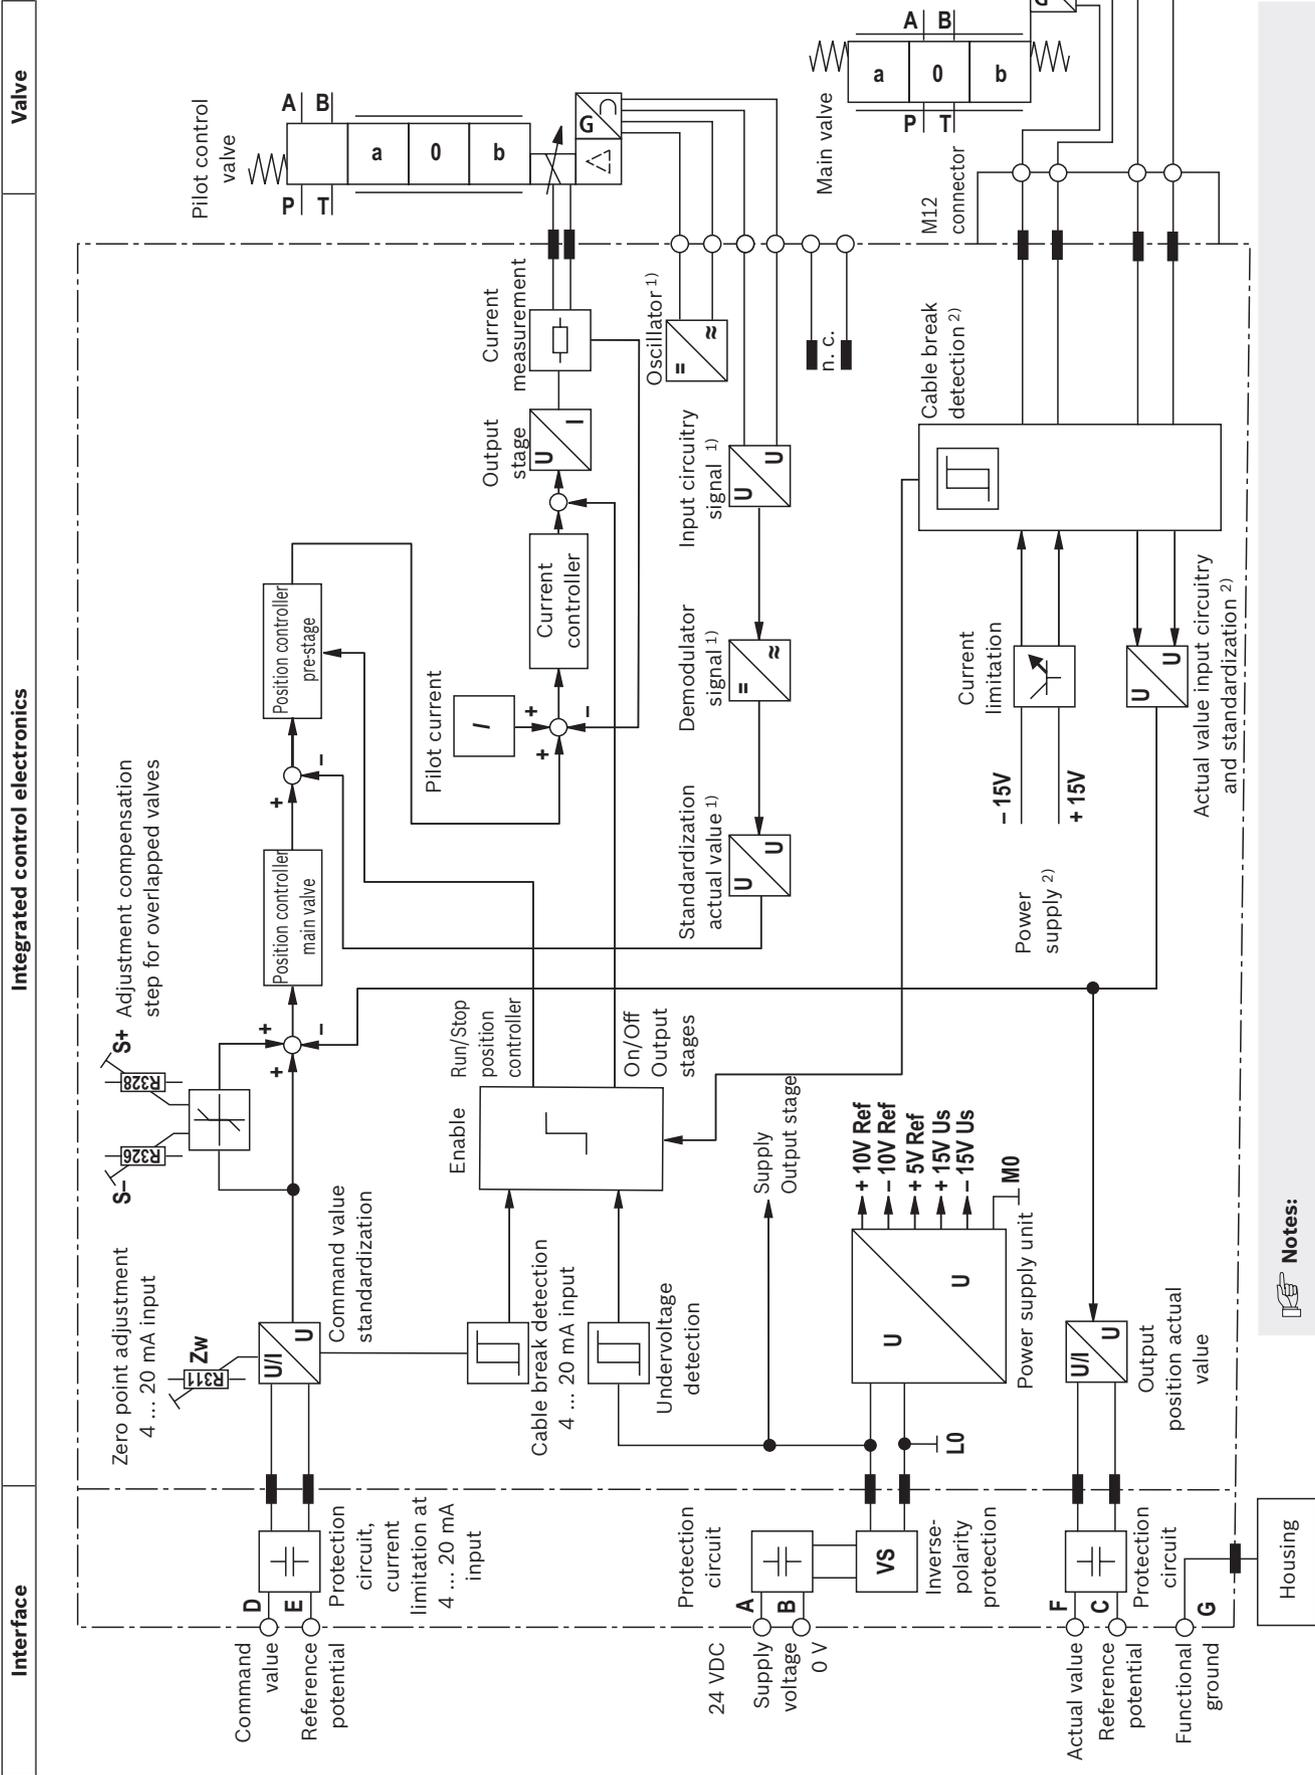 Interface
Integrated control electronics
Valve
Command
value
Reference
potential
D
E
Protection
circuit,
current
limitation at
4 ... 20 mA
input
Zero point adjustment
4 ... 20 mA input
R311
Zw
U/I
U
Command value
standardization
S–
R326
S+
R328
Adjustment compensation
step for overlapped valves
+
+
–
Position controller
main valve
+
–
Position controller
pre-stage
Cable break detection
4 ... 20 mA input
Undervoltage
detection
Enable
Run/Stop
position
controller
On/Off
Output
stages
Pilot current
I
+
+
–
Current
controller
Output
stage
U
I
Current
measurement
Pilot control
valve
A
B
P
T
a
0
b
G
Oscillator 1)
=
≈
n. c.
Standardization
actual value 1)
U
U
Demodulator
signal 1)
=
≈
Input circuitry
signal 1)
U
U
24 VDC
Supply
voltage
0 V
A
B
Protection
circuit
VS
Inverse-
polarity
protection
L0
Supply
Output stage
U
U
Power supply unit
+ 10V Ref
– 10V Ref
+ 5V Ref
+ 15V Us
– 15V Us
M0
Power
supply 2)
– 15V
+ 15V
Current
limitation
Cable break
detection 2)
M12
connector
Main valve
A
B
P
T
a
0
b
G
Actual value
Reference
potential
F
C
Protection
circuit
U/I
U
Output
position actual
value
U
U
Actual value input circuitry
and standardization 2)
Functional
ground
G
Housing
Notes: